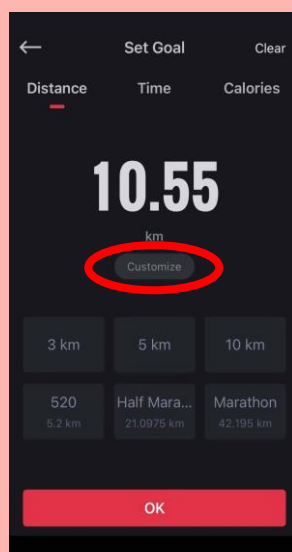 Set Goal Clear
Distance Time Calories
10.55
km
Customize
3 km 5 km 10 km
520 Half Mara... Marathon
5.2 km 21.0975 km 42.195 km
OK